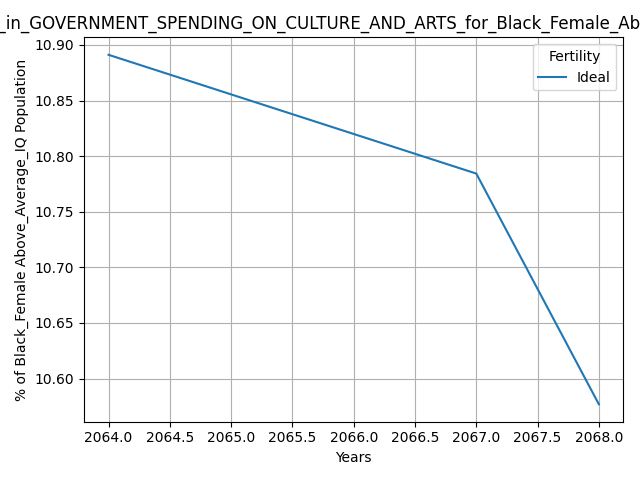 _in_GOVERNMENT_SPENDING_ON_CULTURE_AND_ARTS_for_Black_Female_Ab
10.90
10.85
10.80
10.75
10.70
10.65
10.60
% of Black_Female Above_Average_IQ Population
Fertility
Ideal
2064.0 2064.5 2065.0 2065.5 2066.0 2066.5 2067.0 2067.5 2068.0
Years